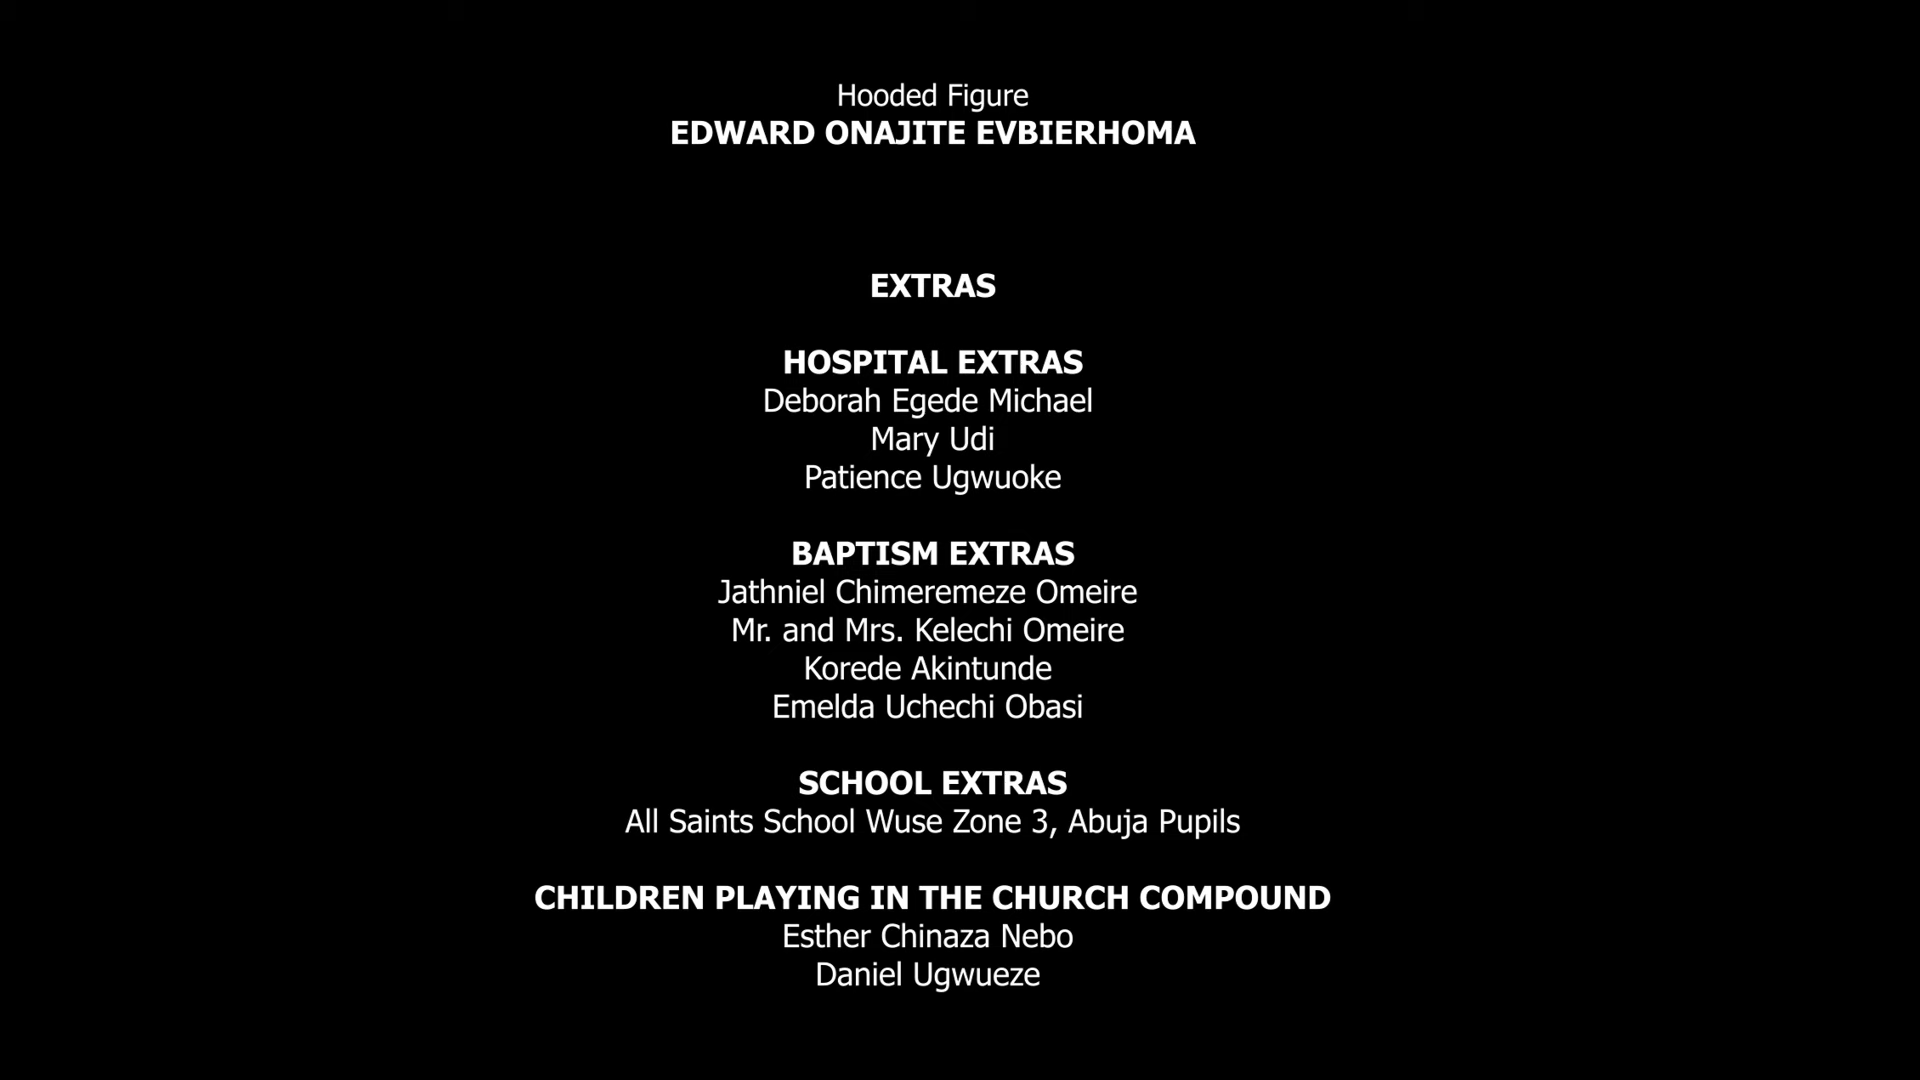 Hooded Figure
EDWARD ONAJITE EVBIERHOMA
EXTRAS
HOSPITAL EXTRAS
Deborah Egede Michael
Mary Udi
Patience Ugwuoke
BAPTISM EXTRAS
Jathniel Chimeremeze Omeire
Mr. and Mrs. Kelechi Omeire
Korede Akintunde
Emelda Uchechi Obasi
SCHOOL EXTRAS
All Saints School Wuse Zone 3, Abuja Pupils
CHILDREN PLAYING IN THE CHURCH COMPOUND
Esther Chinaza Nebo
Daniel Ugwueze